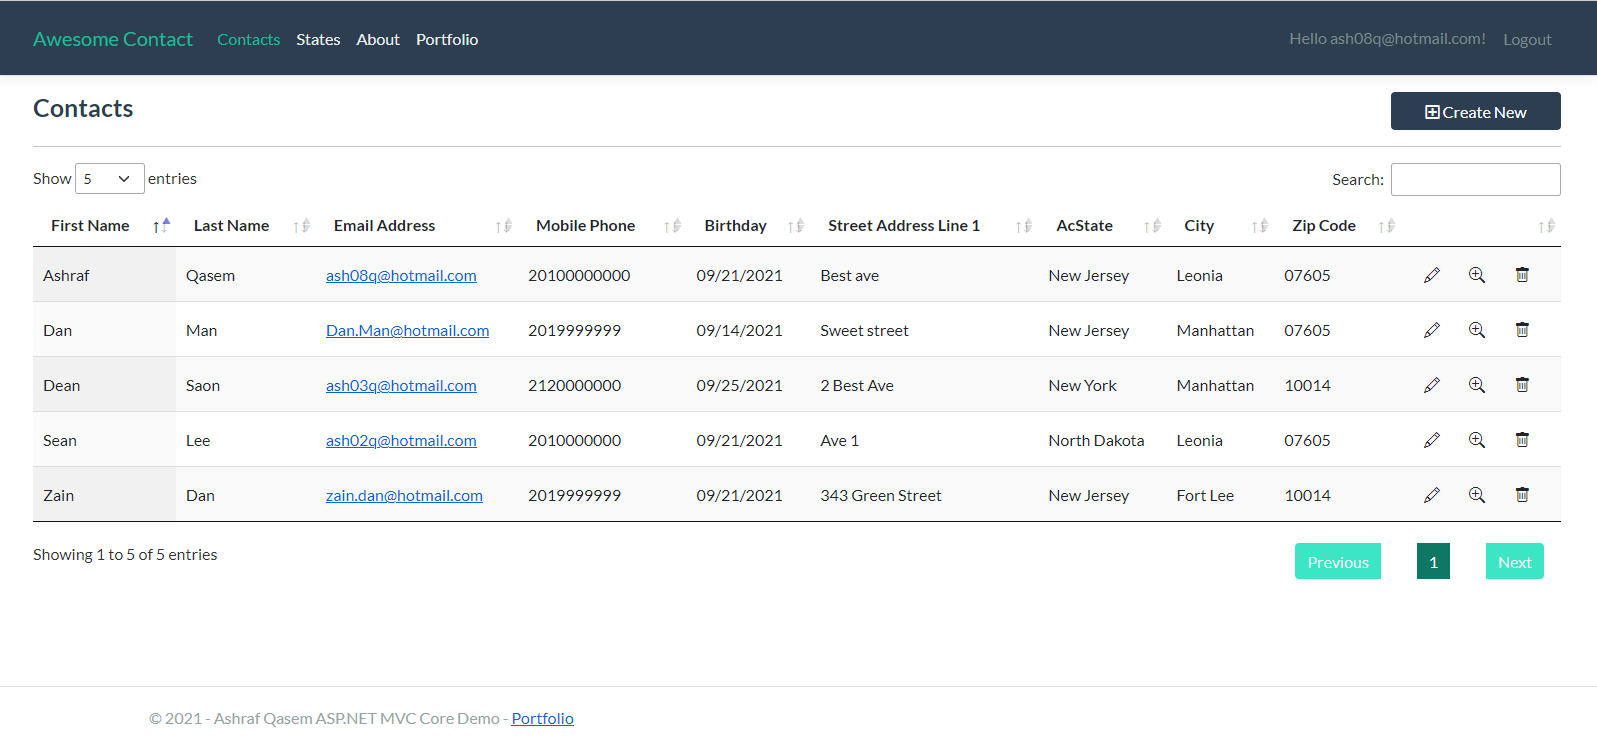 Awesome Contact Contacts States About Portfolio Hello ash08q@hotmail.com! Logout
Contacts Create New
Show 5 entries Search:
First Name Last Name Email Address Mobile Phone Birthday Street Address Line 1 AcState City Zip Code
Ashraf Qasem ash08q@hotmail.com 20100000000 09/21/2021 Best ave New Jersey Leonia 07605
Dan Man Dan.Man@hotmail.com 2019999999 09/14/2021 Sweet street New Jersey Manhattan 07605
Dean Saon ash03q@hotmail.com 2120000000 09/25/2021 2 Best Ave New York Manhattan 10014
Sean Lee ash02q@hotmail.com 2010000000 09/21/2021 Ave 1 North Dakota Leonia 07605
Zain Dan zain.dan@hotmail.com 2019999999 09/21/2021 343 Green Street New Jersey Fort Lee 10014
Showing 1 to 5 of 5 entries Previous 1 Next
© 2021 - Ashraf Qasem ASP.NET MVC Core Demo - Portfolio